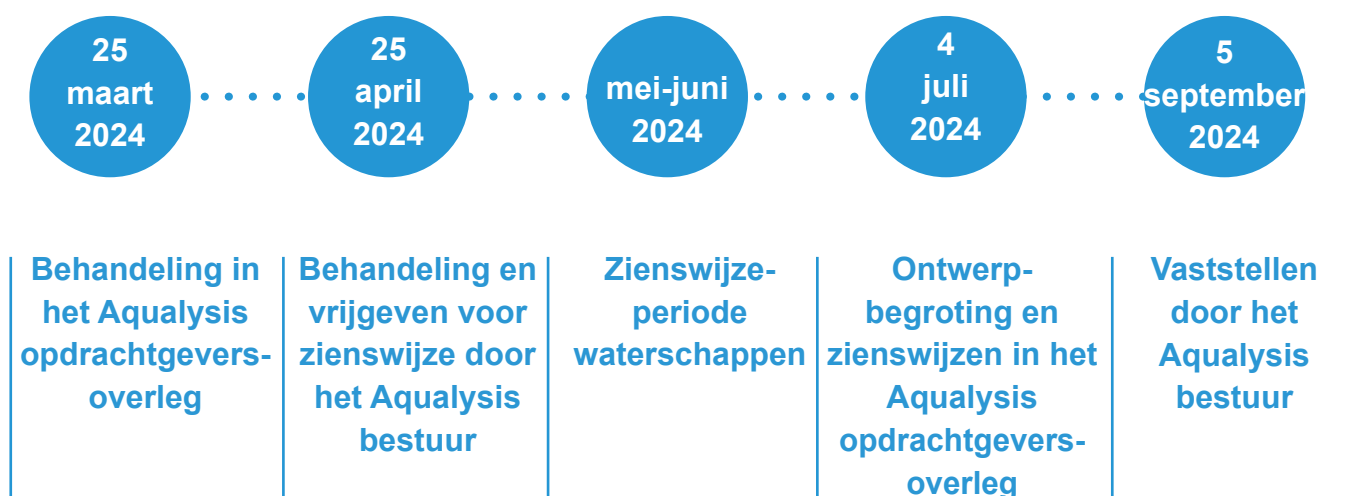 25
maart
2024
25
april
2024
mei-juni
2024
4
juli
2024
5
september
2024
Behandeling in
het Aqualysis
opdrachtgevers-
overleg
Behandeling en
vrijgeven voor
zienswijze door
het Aqualysis
bestuur
Zienswijze-
periode
waterschappen
Ontwerp-
begroting en
zienswijzen in het
Aqualysis
opdrachtgevers-
overleg
Vaststellen
door het
Aqualysis
bestuur